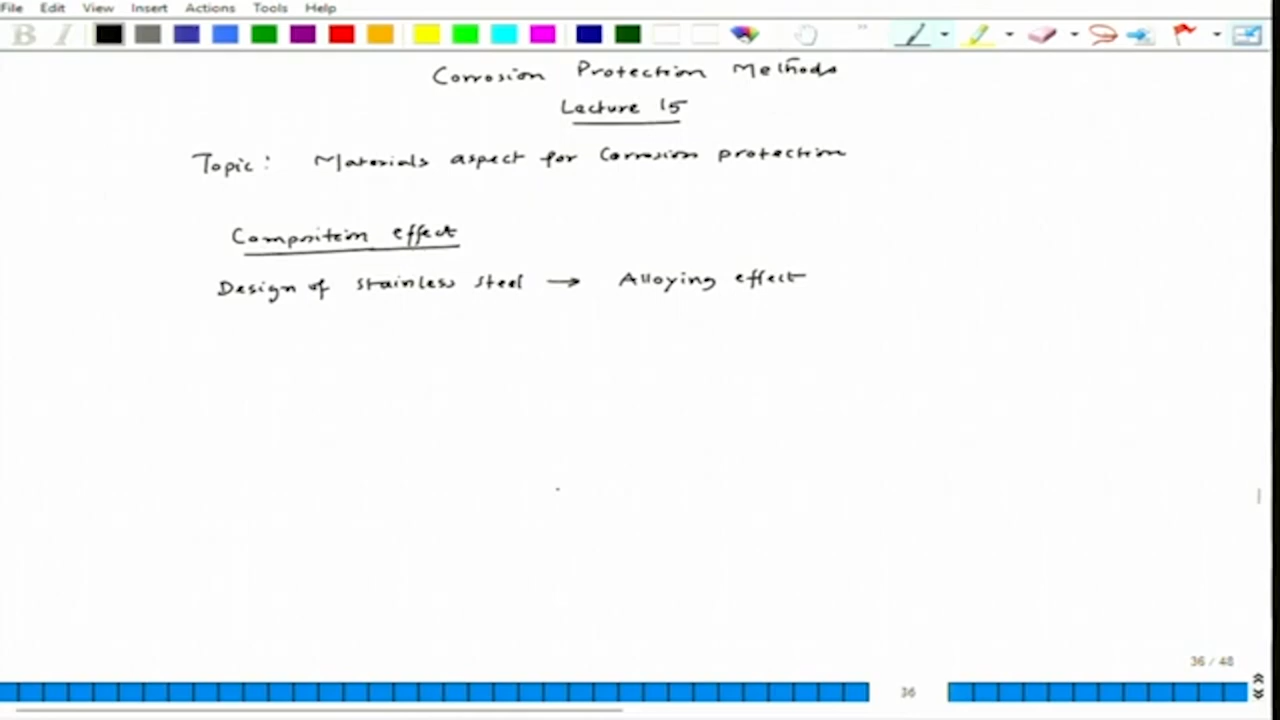 File Edit View Insert Actions Tools Help
B I
Corrosion Protection Methods
Lecture 15
Topic: Materials aspect for Corrosion protection
Composition effect
Design of stainless steel → Alloying effect
36 / 48
36